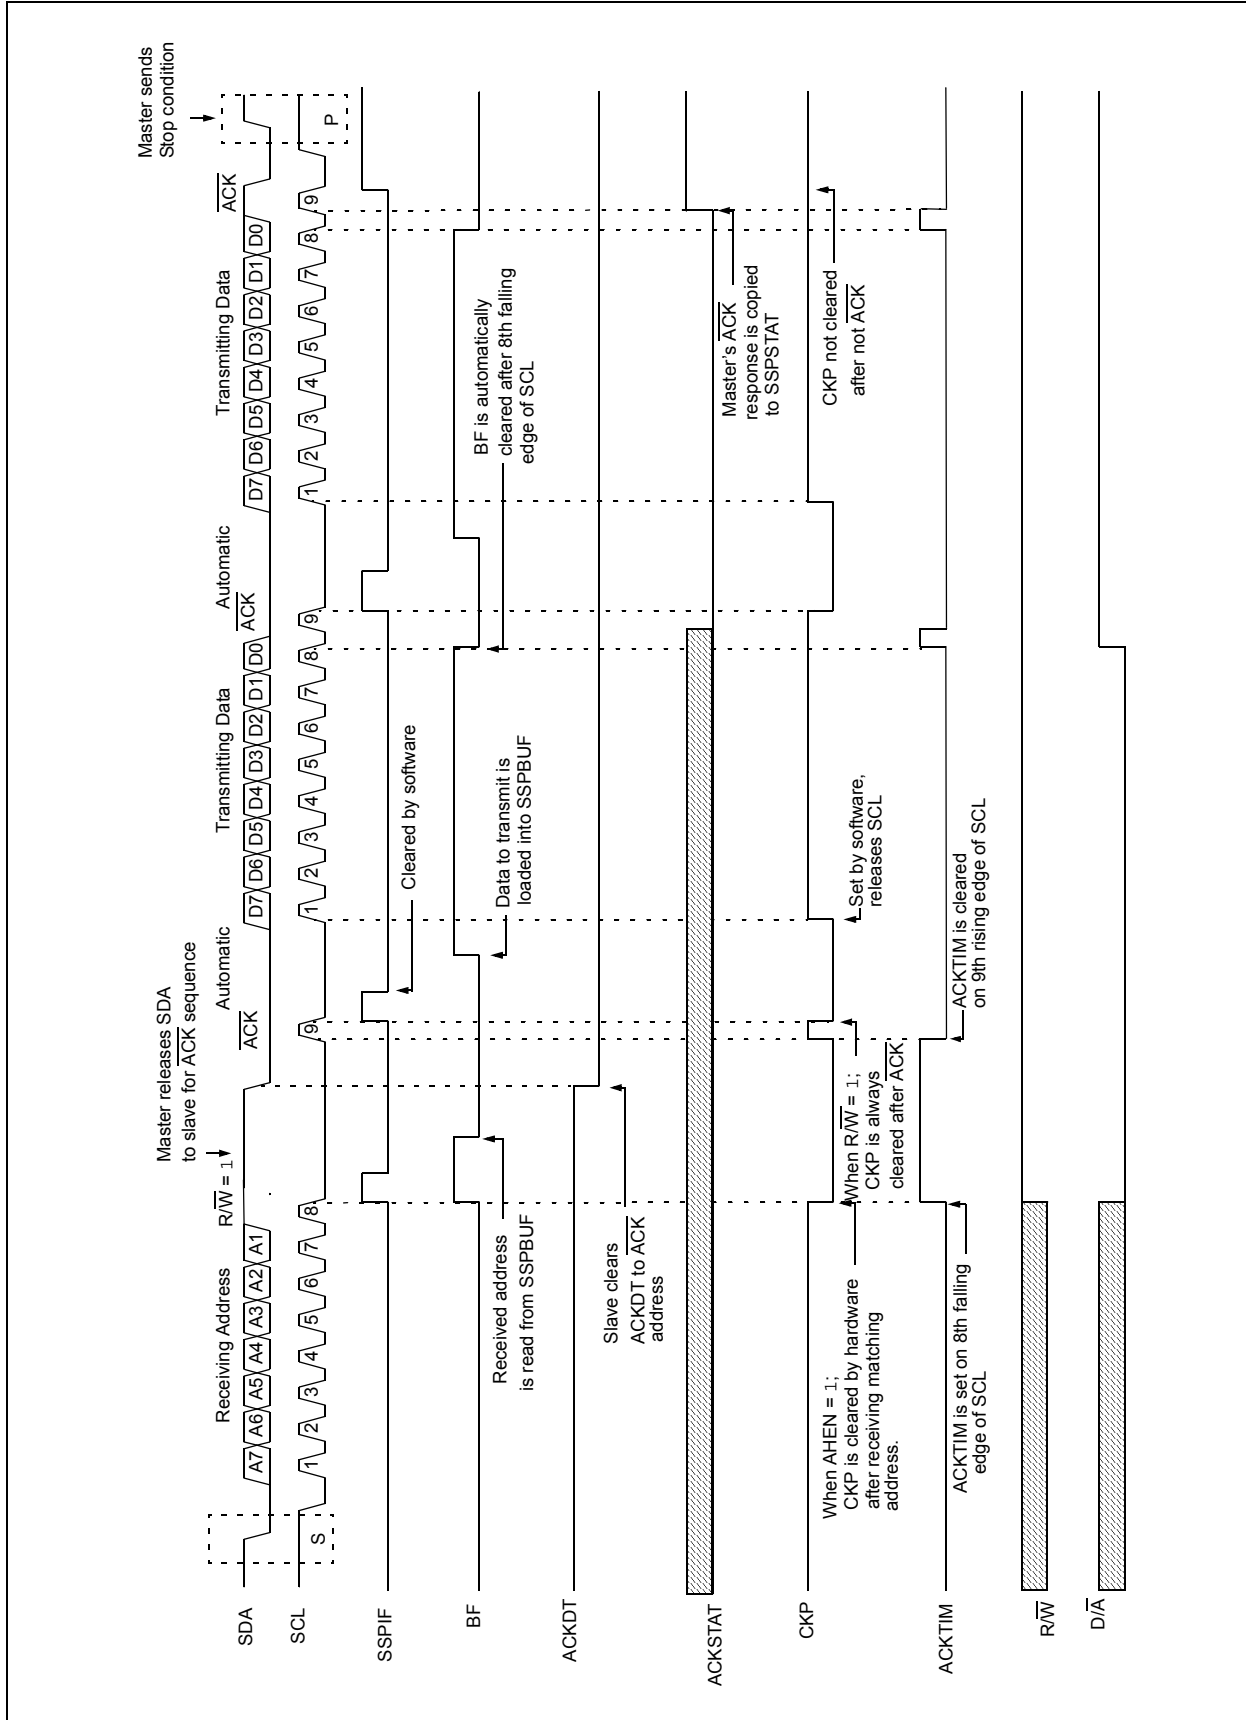 Master releases SDA
to slave for A̅C̅K̅ sequence
Master sends
Stop condition
Receiving Address
R/W̅ = 1
A̅C̅K̅
Automatic
Transmitting Data
A̅C̅K̅
Automatic
Transmitting Data
A̅C̅K̅
SDA
A7 A6 A5 A4 A3 A2 A1
D7 D6 D5 D4 D3 D2 D1 D0
D7 D6 D5 D4 D3 D2 D1 D0
SCL
S
1 2 3 4 5 6 7 8 9
1 2 3 4 5 6 7 8 9
1 2 3 4 5 6 7 8 9
P
SSPIF
Cleared by software
BF
Received address
is read from SSPBUF
Data to transmit is
loaded into SSPBUF
BF is automatically
cleared after 8th falling
edge of SCL
ACKDT
Slave clears
ACKDT to A̅C̅K̅
address
ACKSTAT
Master's A̅C̅K̅
response is copied
to SSPSTAT
CKP
When AHEN = 1;
CKP is cleared by hardware
after receiving matching
address.
When R/W̅ = 1;
CKP is always
cleared after A̅C̅K̅
Set by software,
releases SCL
CKP not cleared
after not A̅C̅K̅
ACKTIM
ACKTIM is set on 8th falling
edge of SCL
ACKTIM is cleared
on 9th rising edge of SCL
R/W̅
D/A̅